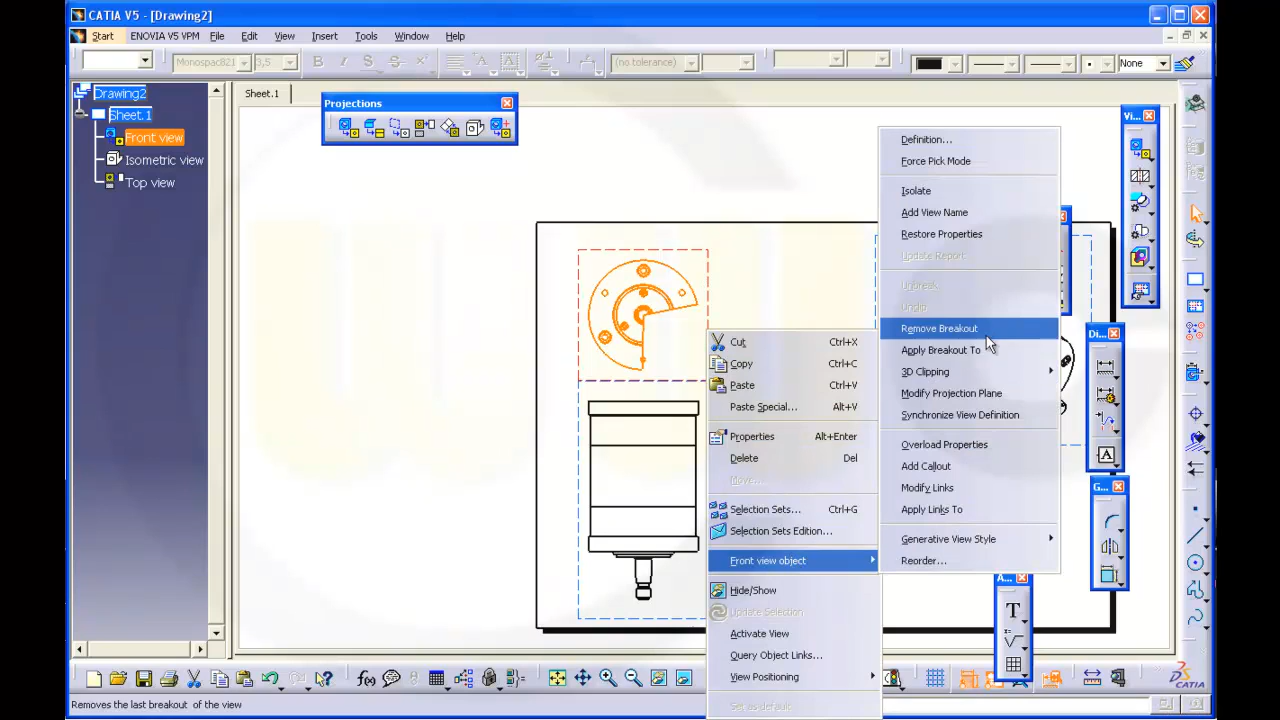 CATIA V5 - [Drawing2]
Start ENOVIA V5 VPM File Edit View Insert Tools Window Help
Monospac821 3,5 B I S S (no tolerance) None
Drawing2
Sheet.1
Front view
Isometric view
Top view
Sheet.1
Projections
Vi...
Di...
G...
A...
Cut Ctrl+X
Copy Ctrl+C
Paste Ctrl+V
Paste Special... Alt+V
Properties Alt+Enter
Delete Del
Move...
Selection Sets... Ctrl+G
Selection Sets Edition...
Front view object
Hide/Show
Update Selection
Activate View
Query Object Links...
View Positioning
Set as default
Definition...
Force Pick Mode
Isolate
Add View Name
Restore Properties
Update Report
Unbreak
Unclip
Remove Breakout
Apply Breakout To
3D Clipping
Modify Projection Plane
Synchronize View Definition
Overload Properties
Add Callout
Modify Links
Apply Links To
Generative View Style
Reorder...
A
T
f(x)
CATIA
Removes the last breakout of the view